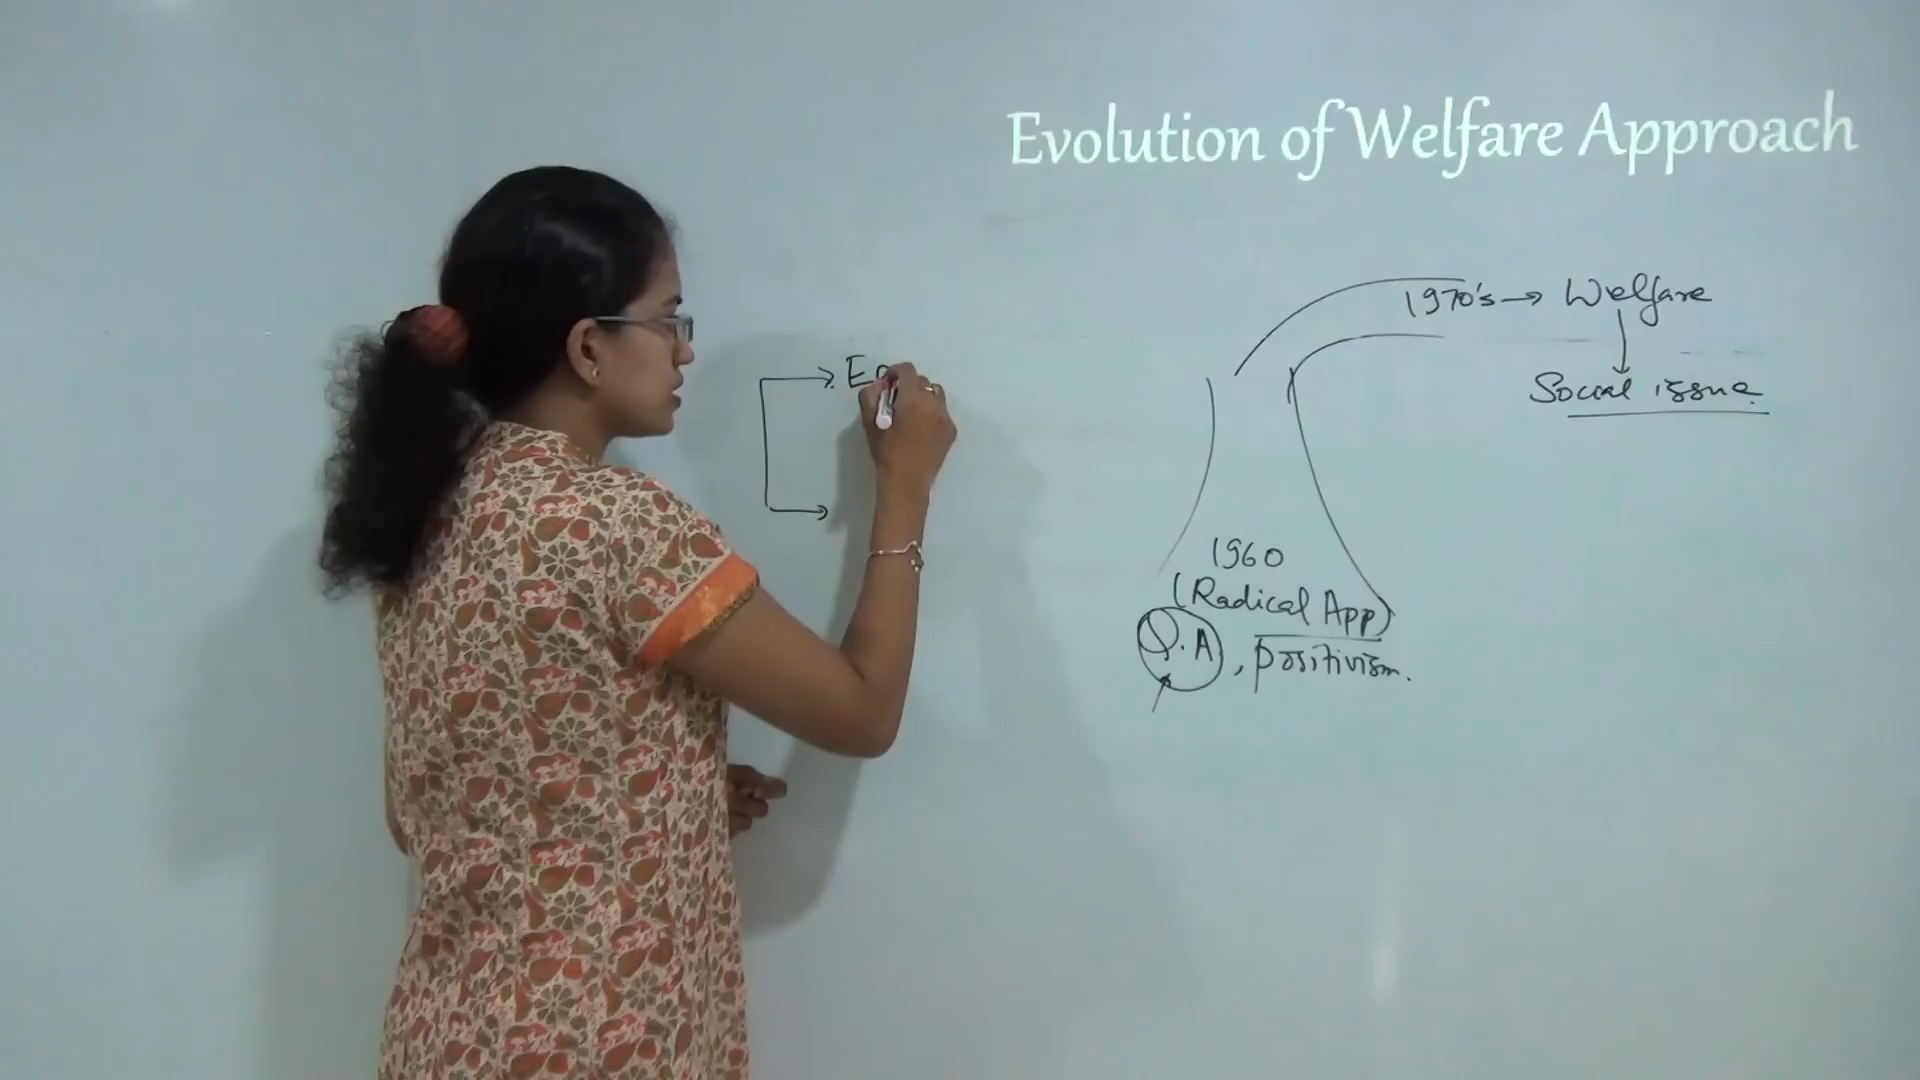 Evolution of Welfare Approach
1970's → Welfare
Social issue
1960
(Radical App)
Q.A, positivism.